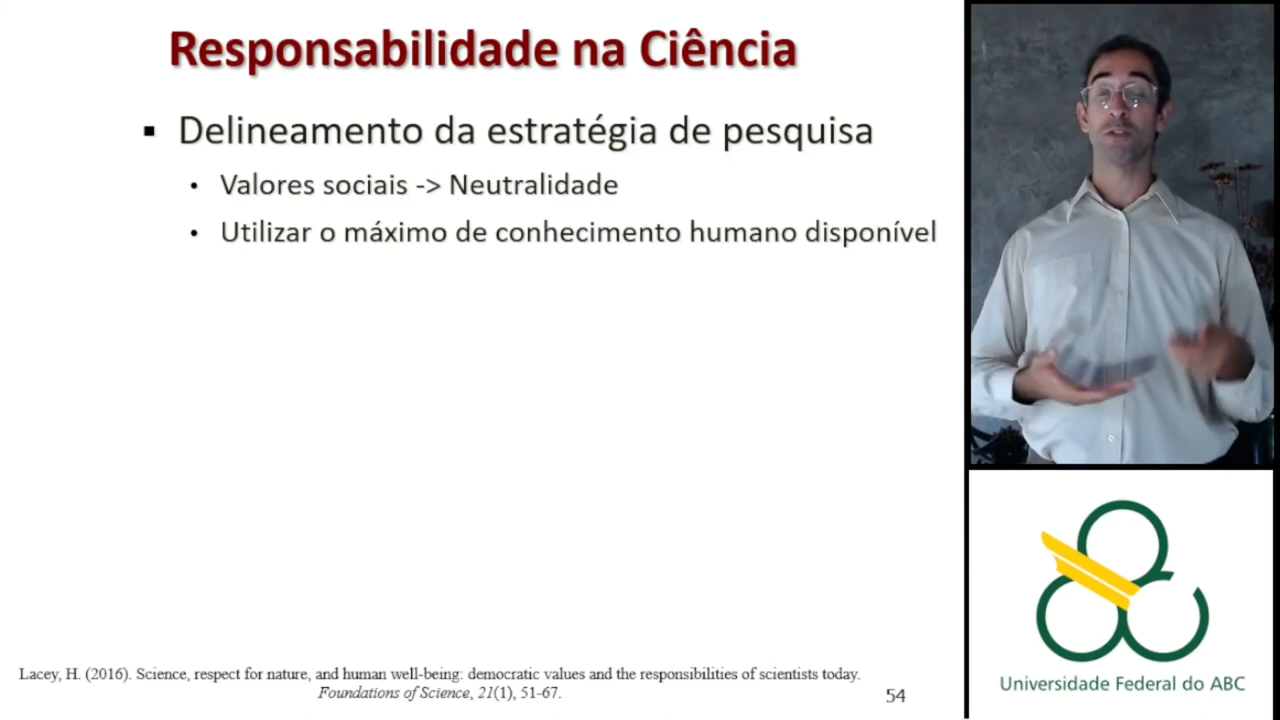 Responsabilidade na Ciência
▪ Delineamento da estratégia de pesquisa
• Valores sociais -> Neutralidade
• Utilizar o máximo de conhecimento humano disponível
Lacey, H. (2016). Science, respect for nature, and human well-being: democratic values and the responsibilities of scientists today.
Foundations of Science, 21(1), 51-67.
54
Universidade Federal do ABC